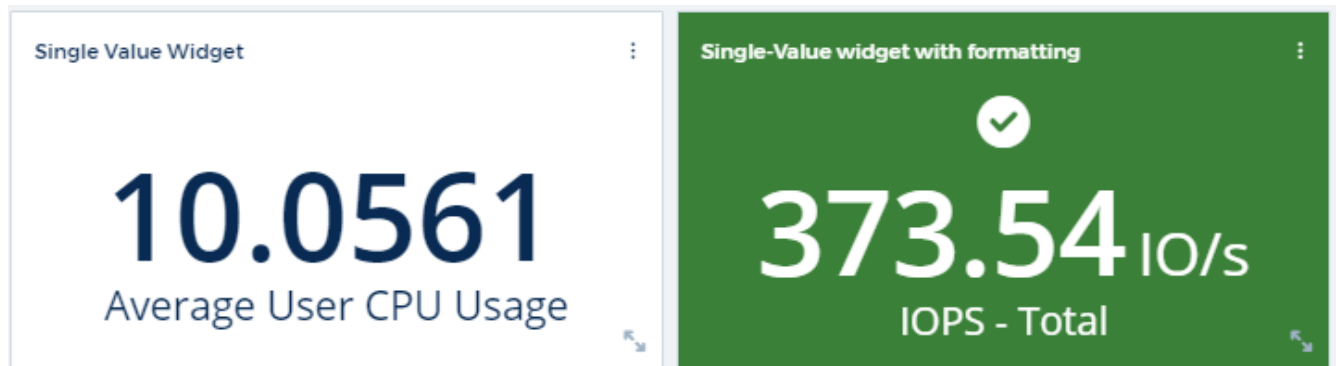 Single Value Widget
10.0561
Average User CPU Usage
Single-Value widget with formatting
373.54 IO/s
IOPS - Total